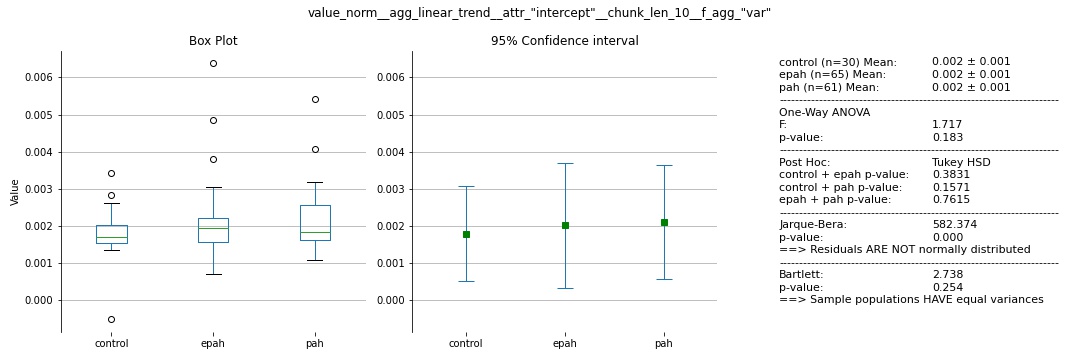 value_norm__agg_linear_trend__attr_"intercept"__chunk_len_10__f_agg_"var"
Box Plot
Value
0.006
0.005
0.004
0.003
0.002
0.001
0.000
control epah pah
95% Confidence interval
0.006
0.005
0.004
0.003
0.002
0.001
0.000
control epah pah
control (n=30) Mean: 0.002 ± 0.001
epah (n=65) Mean: 0.002 ± 0.001
pah (n=61) Mean: 0.002 ± 0.001
One-Way ANOVA
F: 1.717
p-value: 0.183
Post Hoc: Tukey HSD
control + epah p-value: 0.3831
control + pah p-value: 0.1571
epah + pah p-value: 0.7615
Jarque-Bera: 582.374
p-value: 0.000
==> Residuals ARE NOT normally distributed
Bartlett: 2.738
p-value: 0.254
==> Sample populations HAVE equal variances